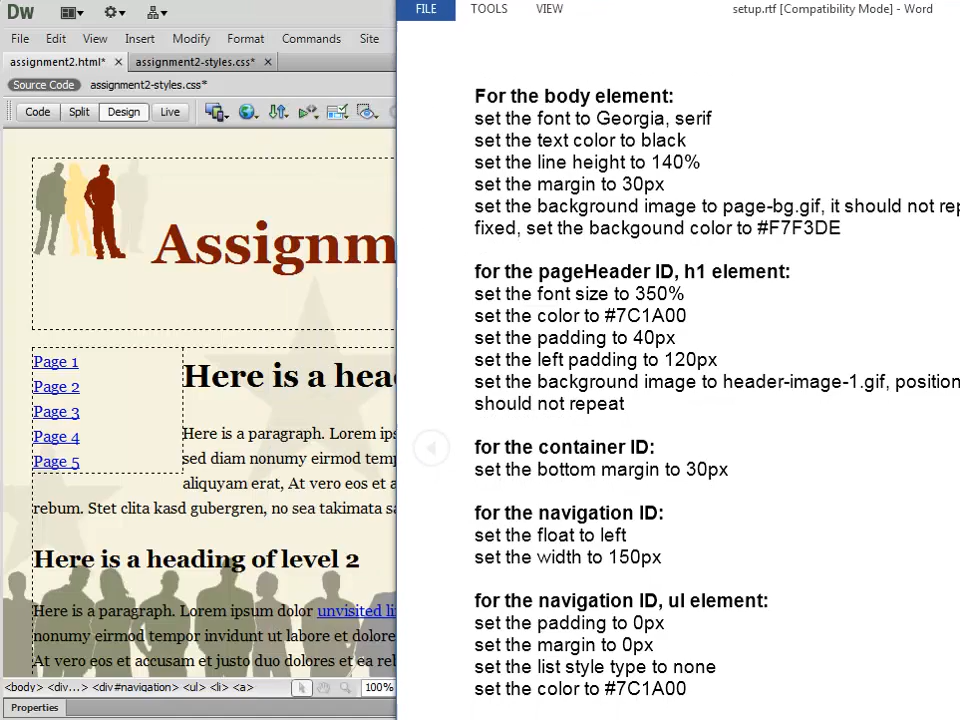 Dw
File Edit View Insert Modify Format Commands Site
assignment2.html* × assignment2-styles.css* ×
Source Code assignment2-styles.css*
Code Split Design Live
Assignm
Page 1
Page 2
Page 3
Page 4
Page 5
Here is a hea
Here is a paragraph. Lorem ips
sed diam nonumy eirmod temp
aliquyam erat, At vero eos et a
rebum. Stet clita kasd gubergren, no sea takimata sa
Here is a heading of level 2
Here is a paragraph. Lorem ipsum dolor unvisited li
nonumy eirmod tempor invidunt ut labore et dolore
At vero eos et accusam et justo duo dolores et ea re
<body> <div...> <div#navigation> <ul> <li> <a> 100%
Properties
FILE TOOLS VIEW setup.rtf [Compatibility Mode] - Word
For the body element:
set the font to Georgia, serif
set the text color to black
set the line height to 140%
set the margin to 30px
set the background image to page-bg.gif, it should not rep
fixed, set the backgound color to #F7F3DE
for the pageHeader ID, h1 element:
set the font size to 350%
set the color to #7C1A00
set the padding to 40px
set the left padding to 120px
set the background image to header-image-1.gif, position
should not repeat
for the container ID:
set the bottom margin to 30px
for the navigation ID:
set the float to left
set the width to 150px
for the navigation ID, ul element:
set the padding to 0px
set the margin to 0px
set the list style type to none
set the color to #7C1A00